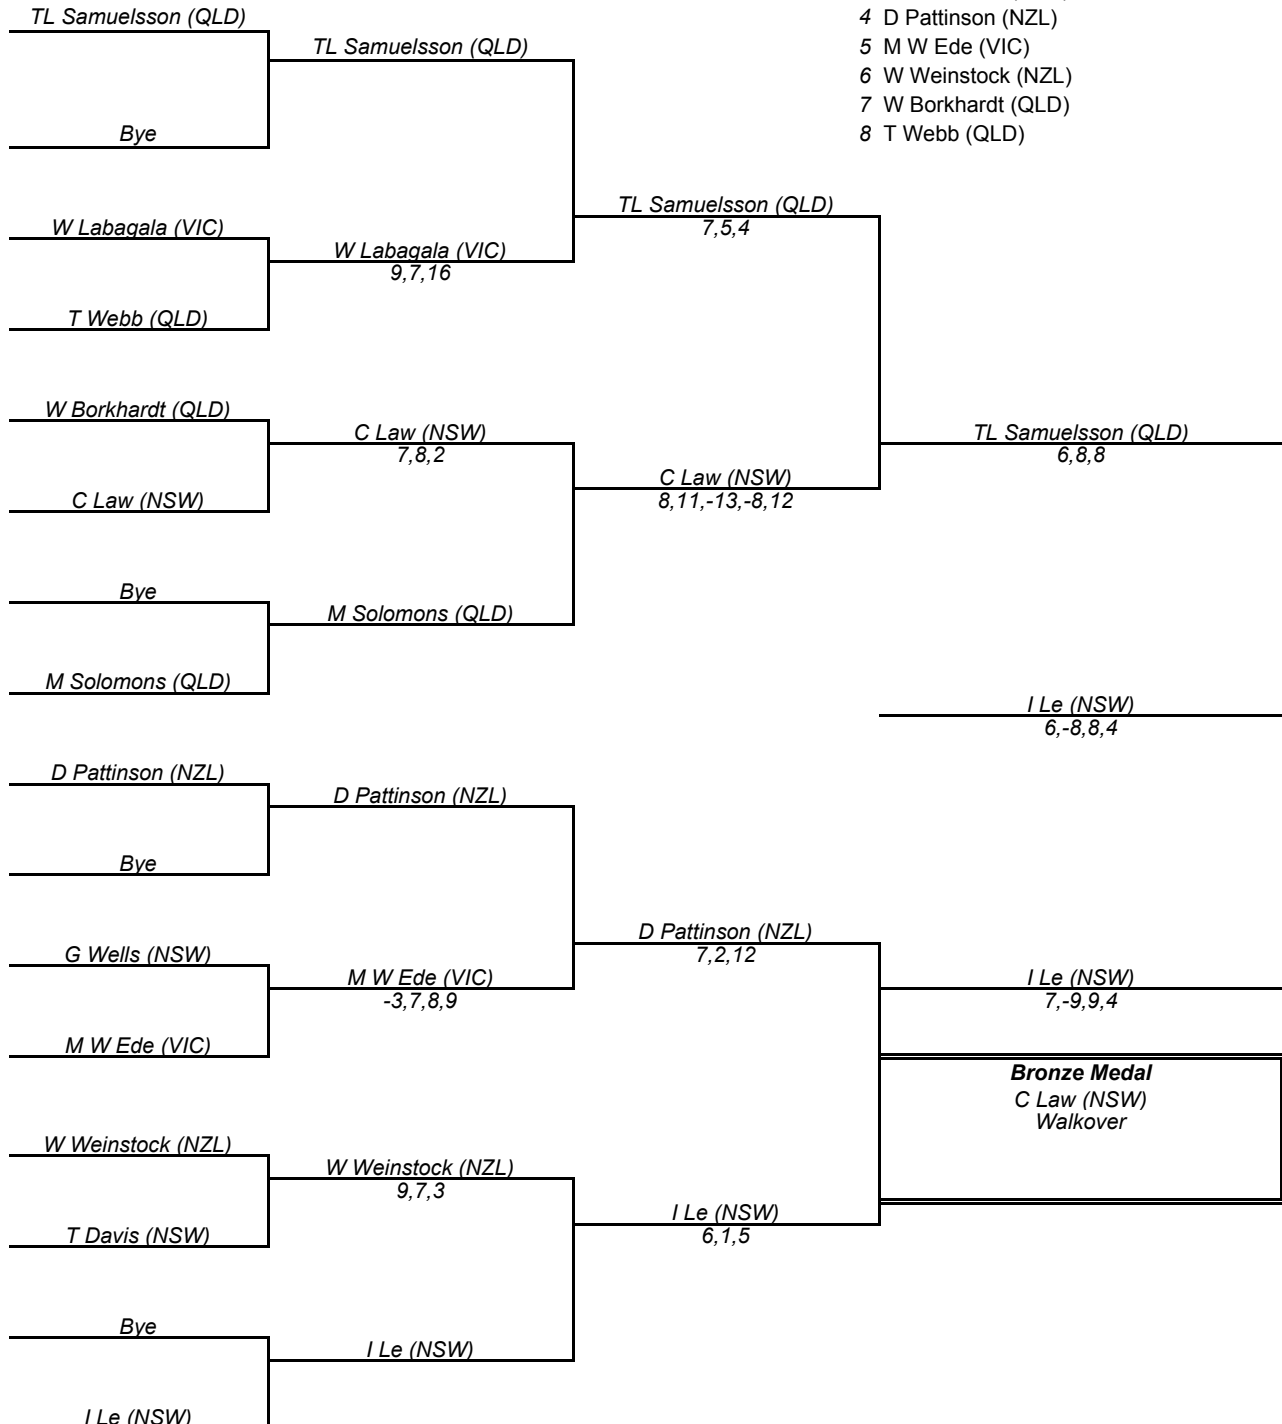 TL Samuelsson (QLD)
4 D Pattinson (NZL)
TL Samuelsson (QLD)
5 M W Ede (VIC)
6 W Weinstock (NZL)
7 W Borkhardt (QLD)
Bye
8 T Webb (QLD)
TL Samuelsson (QLD)
7,5,4
W Labagala (VIC)
W Labagala (VIC)
9,7,16
T Webb (QLD)
W Borkhardt (QLD)
C Law (NSW)
7,8,2
TL Samuelsson (QLD)
6,8,8
C Law (NSW)
8,11,-13,-8,12
C Law (NSW)
Bye
M Solomons (QLD)
M Solomons (QLD)
I Le (NSW)
6,-8,8,4
D Pattinson (NZL)
D Pattinson (NZL)
Bye
D Pattinson (NZL)
7,2,12
G Wells (NSW)
M W Ede (VIC)
-3,7,8,9
I Le (NSW)
7,-9,9,4
M W Ede (VIC)
Bronze Medal
C Law (NSW)
Walkover
W Weinstock (NZL)
W Weinstock (NZL)
9,7,3
I Le (NSW)
6,1,5
T Davis (NSW)
Bye
I Le (NSW)
I Le (NSW)